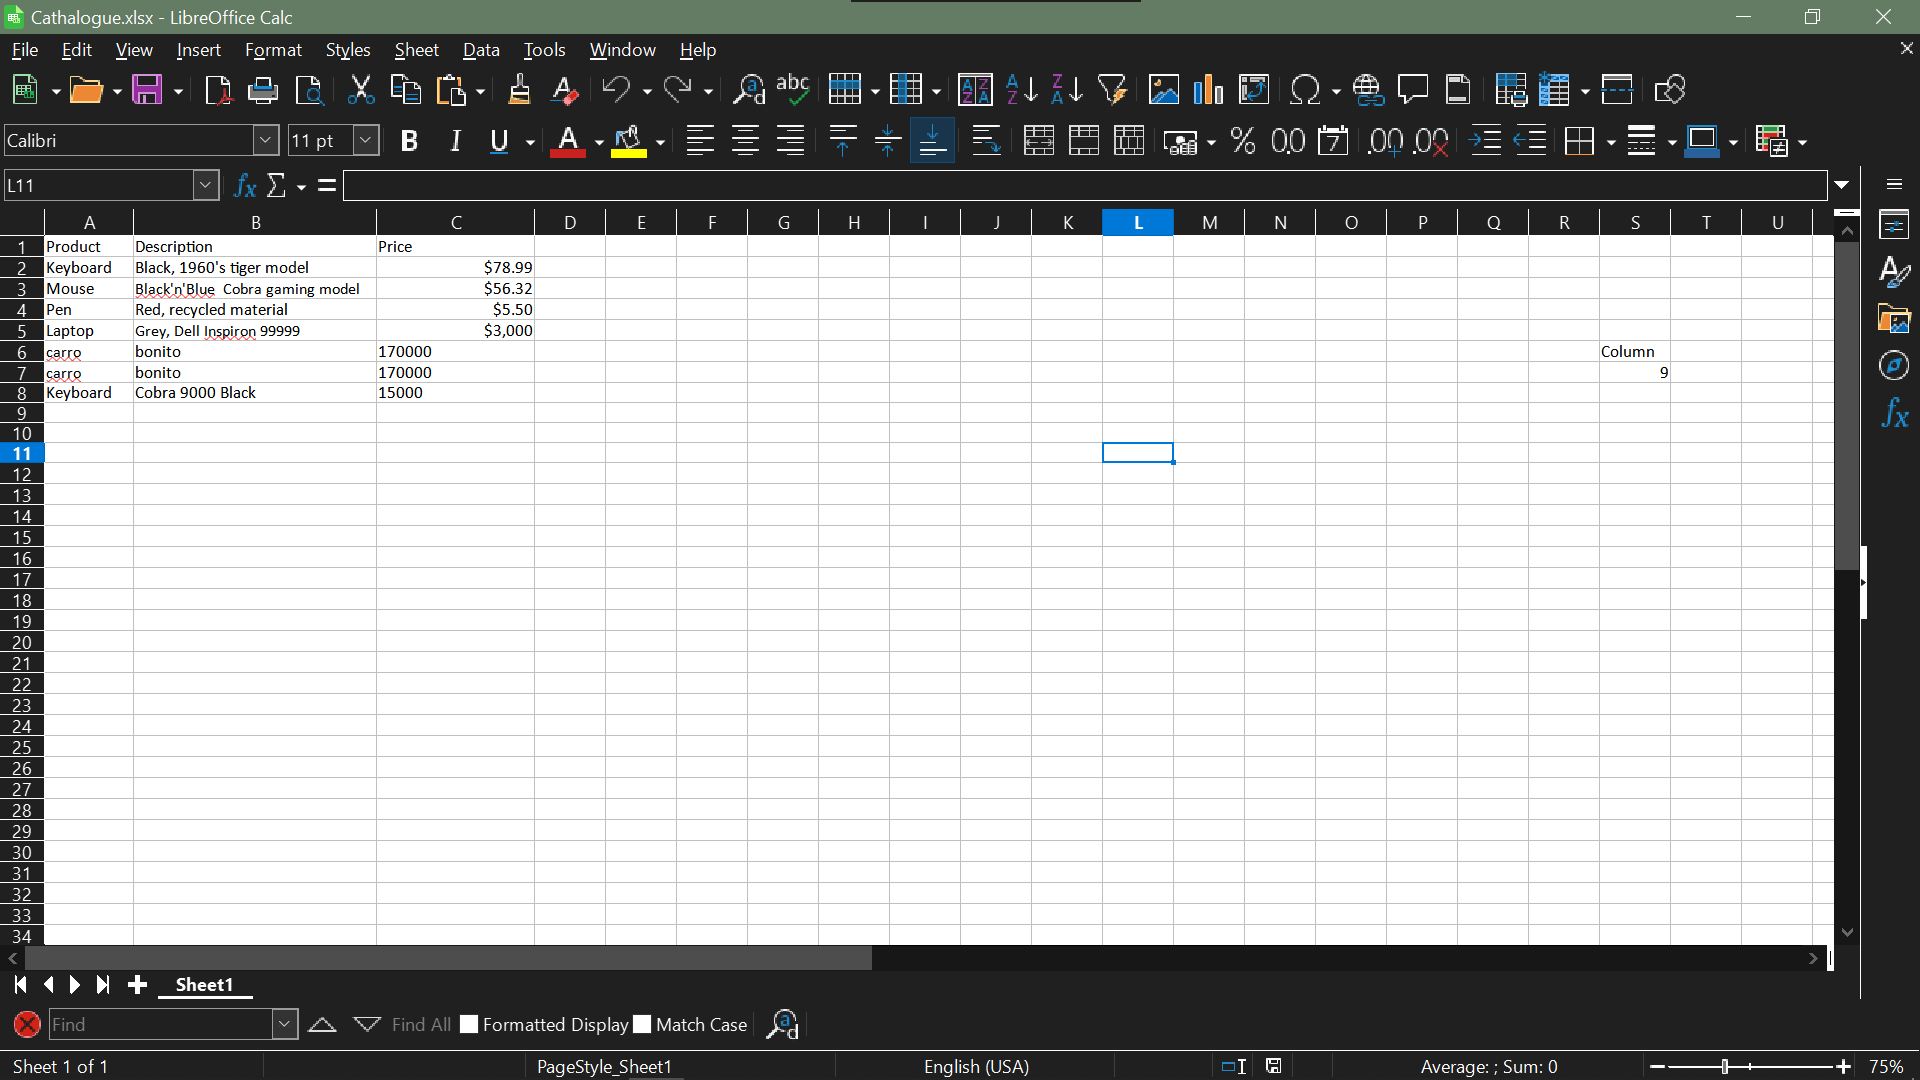 Cathalogue.xlsx - LibreOffice Calc
File Edit View Insert Format Styles Sheet Data Tools Window Help
Calibri 11 pt
L11
A B C D E F G H I J K L M N O P Q R S T U
1 Product Description Price
2 Keyboard Black, 1960's tiger model $78.99
3 Mouse Black'n'Blue Cobra gaming model $56.32
4 Pen Red, recycled material $5.50
5 Laptop Grey, Dell Inspiron 99999 $3,000
6 carro bonito 170000 Column
7 carro bonito 170000 9
8 Keyboard Cobra 9000 Black 15000
9
10
11
12
13
14
15
16
17
18
19
20
21
22
23
24
25
26
27
28
29
30
31
32
33
34
Sheet1
Find Find All Formatted Display Match Case
Sheet 1 of 1 PageStyle_Sheet1 English (USA) Average: ; Sum: 0 75%